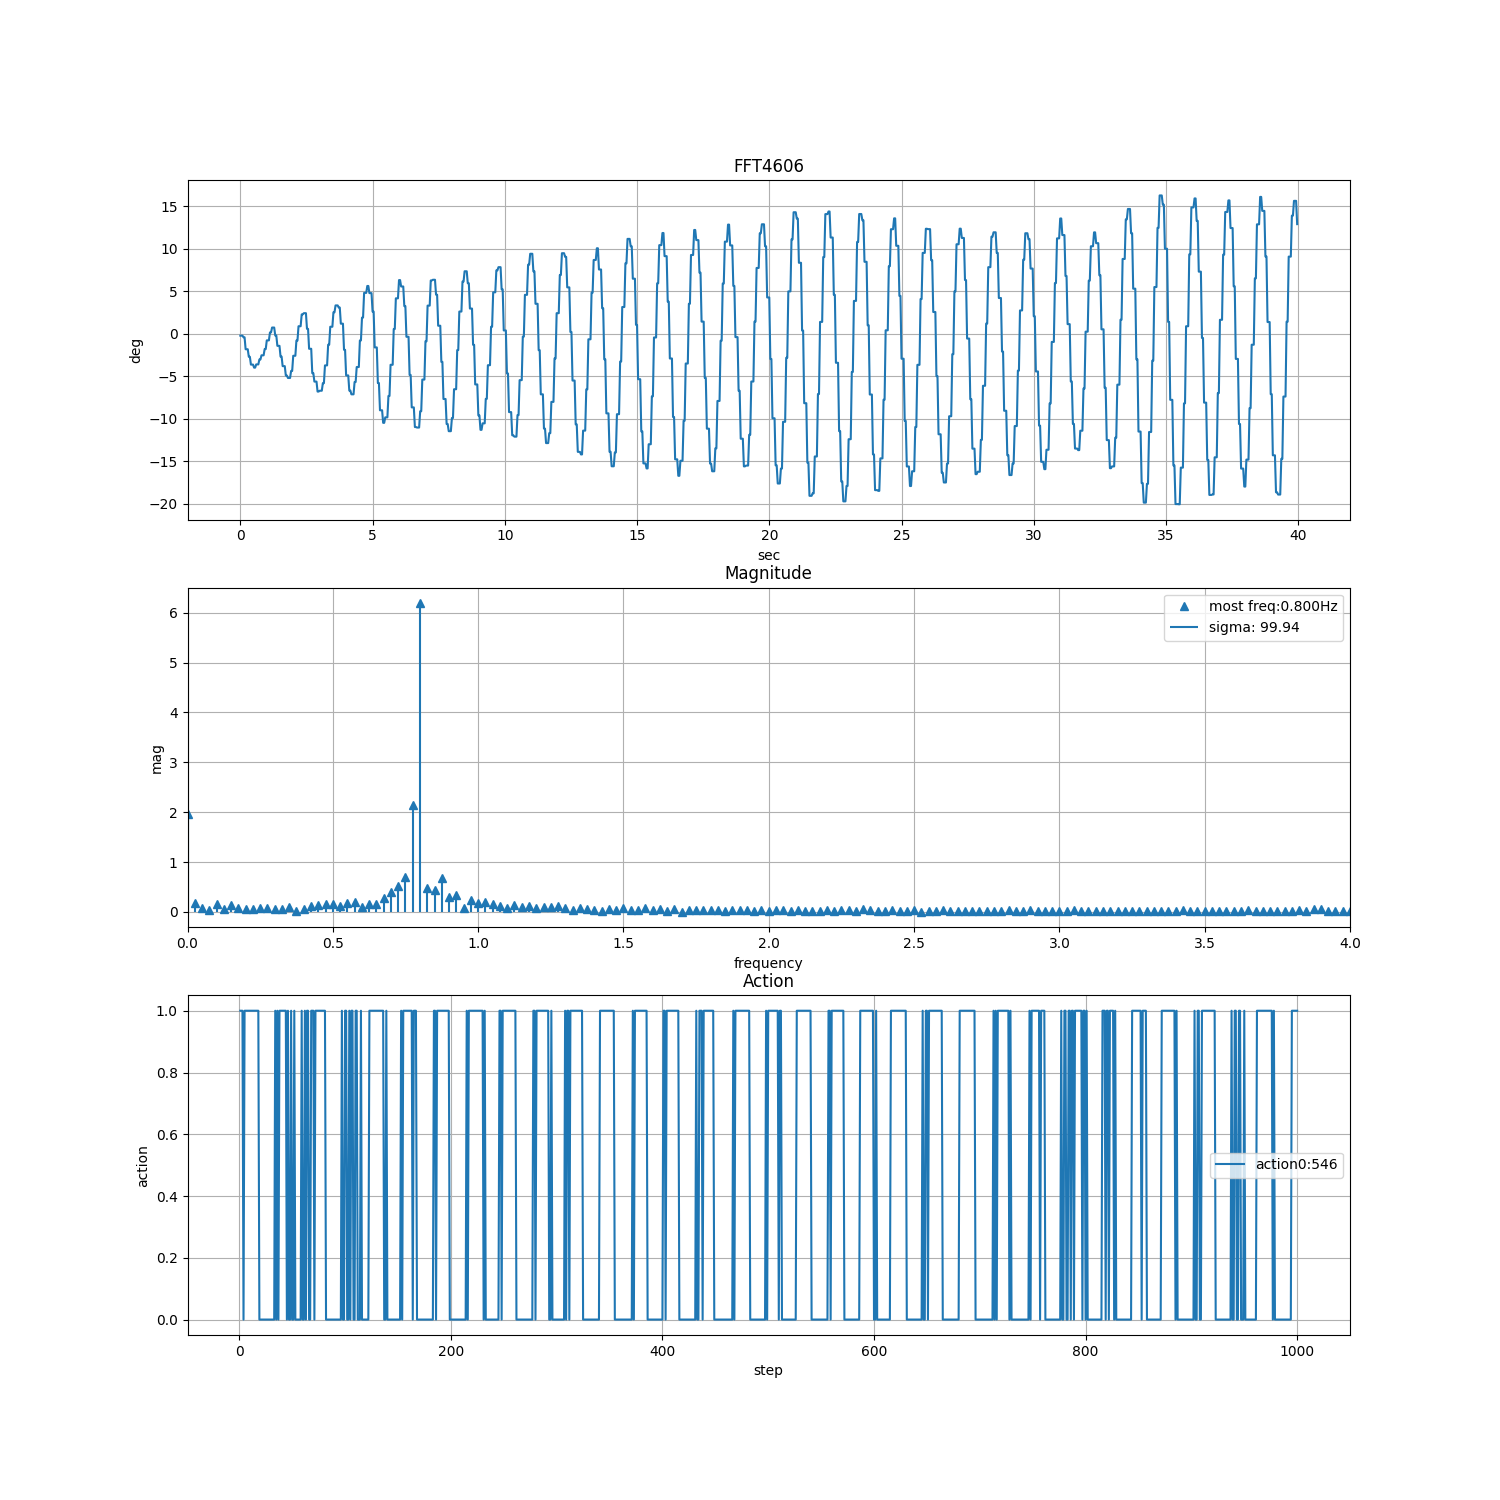 FFT4606
15
10
5
0
−5
−10
−15
−20
deg
0 5 10 15 20 25 30 35 40
sec
Magnitude
6
5
4
3
2
1
0
mag
most freq:0.800Hz
sigma: 99.94
0.0 0.5 1.0 1.5 2.0 2.5 3.0 3.5 4.0
frequency
Action
1.0
0.8
0.6
0.4
0.2
0.0
action
action0:546
0 200 400 600 800 1000
step